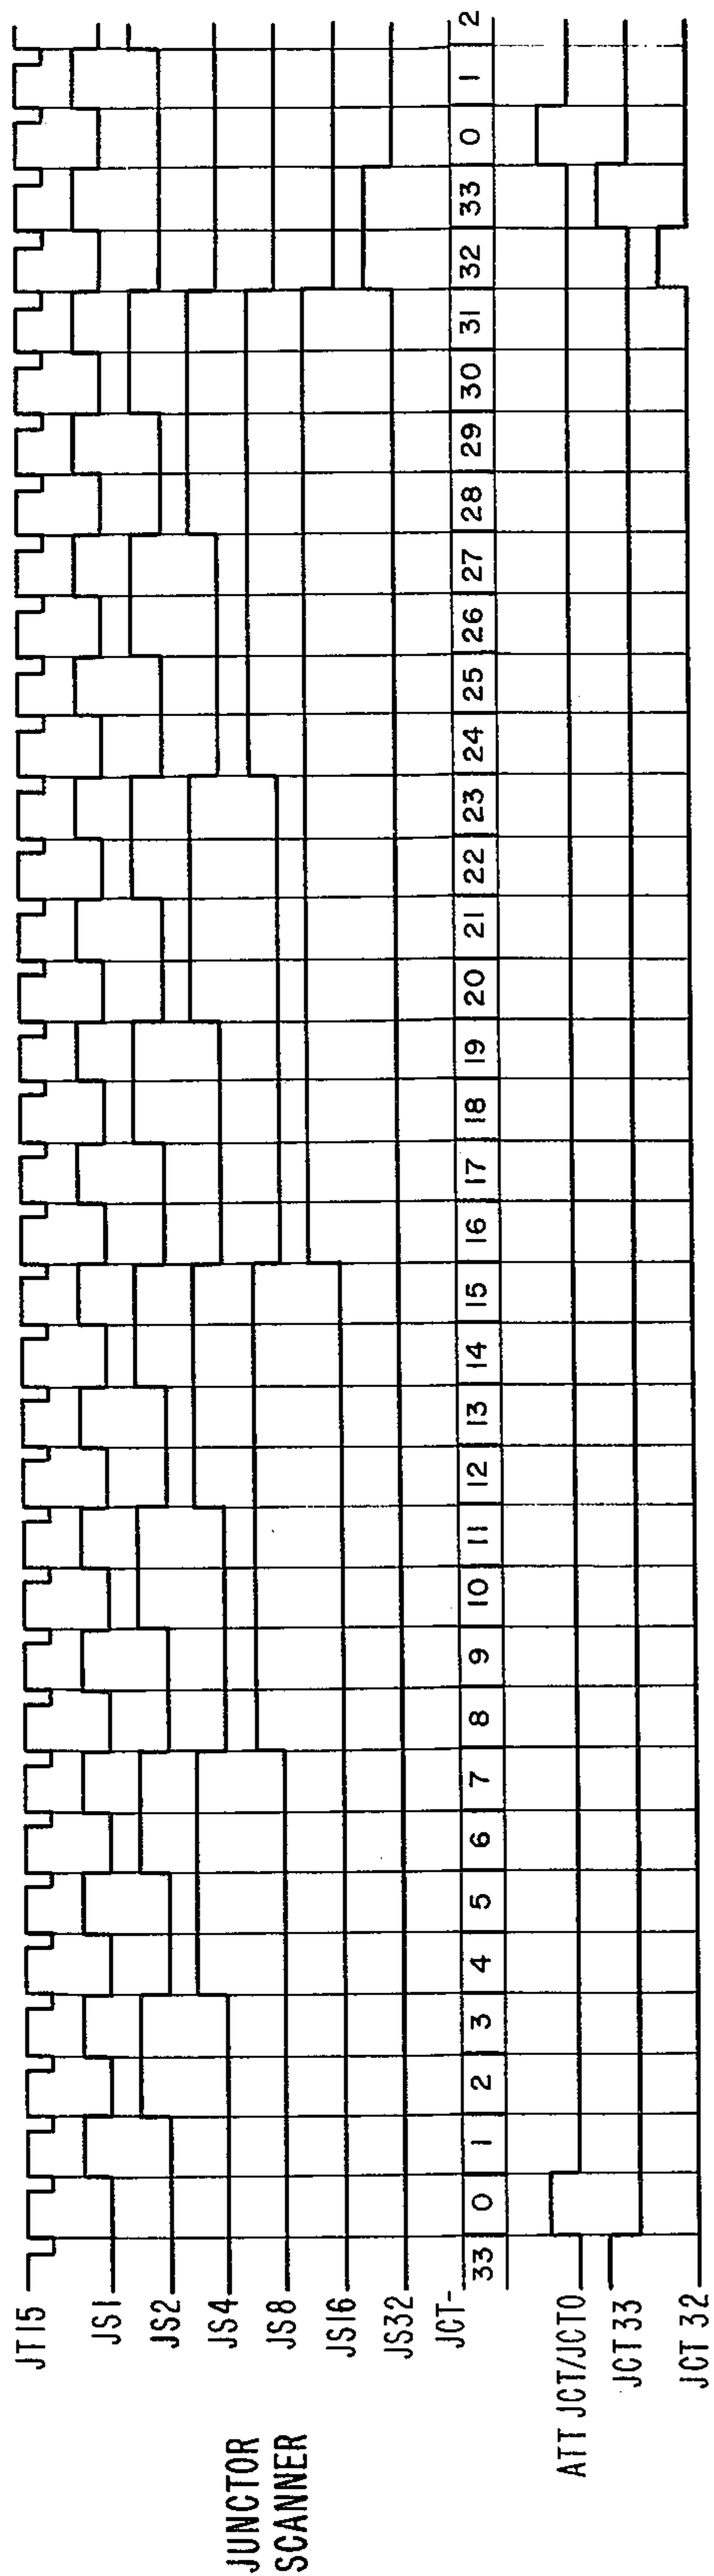 JUNCTOR
SCANNER
JT15
JS1
JS2
JS4
JS8
JS16
JS32
JCT-
33 0 1 2 3 4 5 6 7 8 9 10 11 12 13 14 15 16 17 18 19 20 21 22 23 24 25 26 27 28 29 30 31 32 33 0 1 2
ATT JCT/JCT0
JCT 33
JCT 32